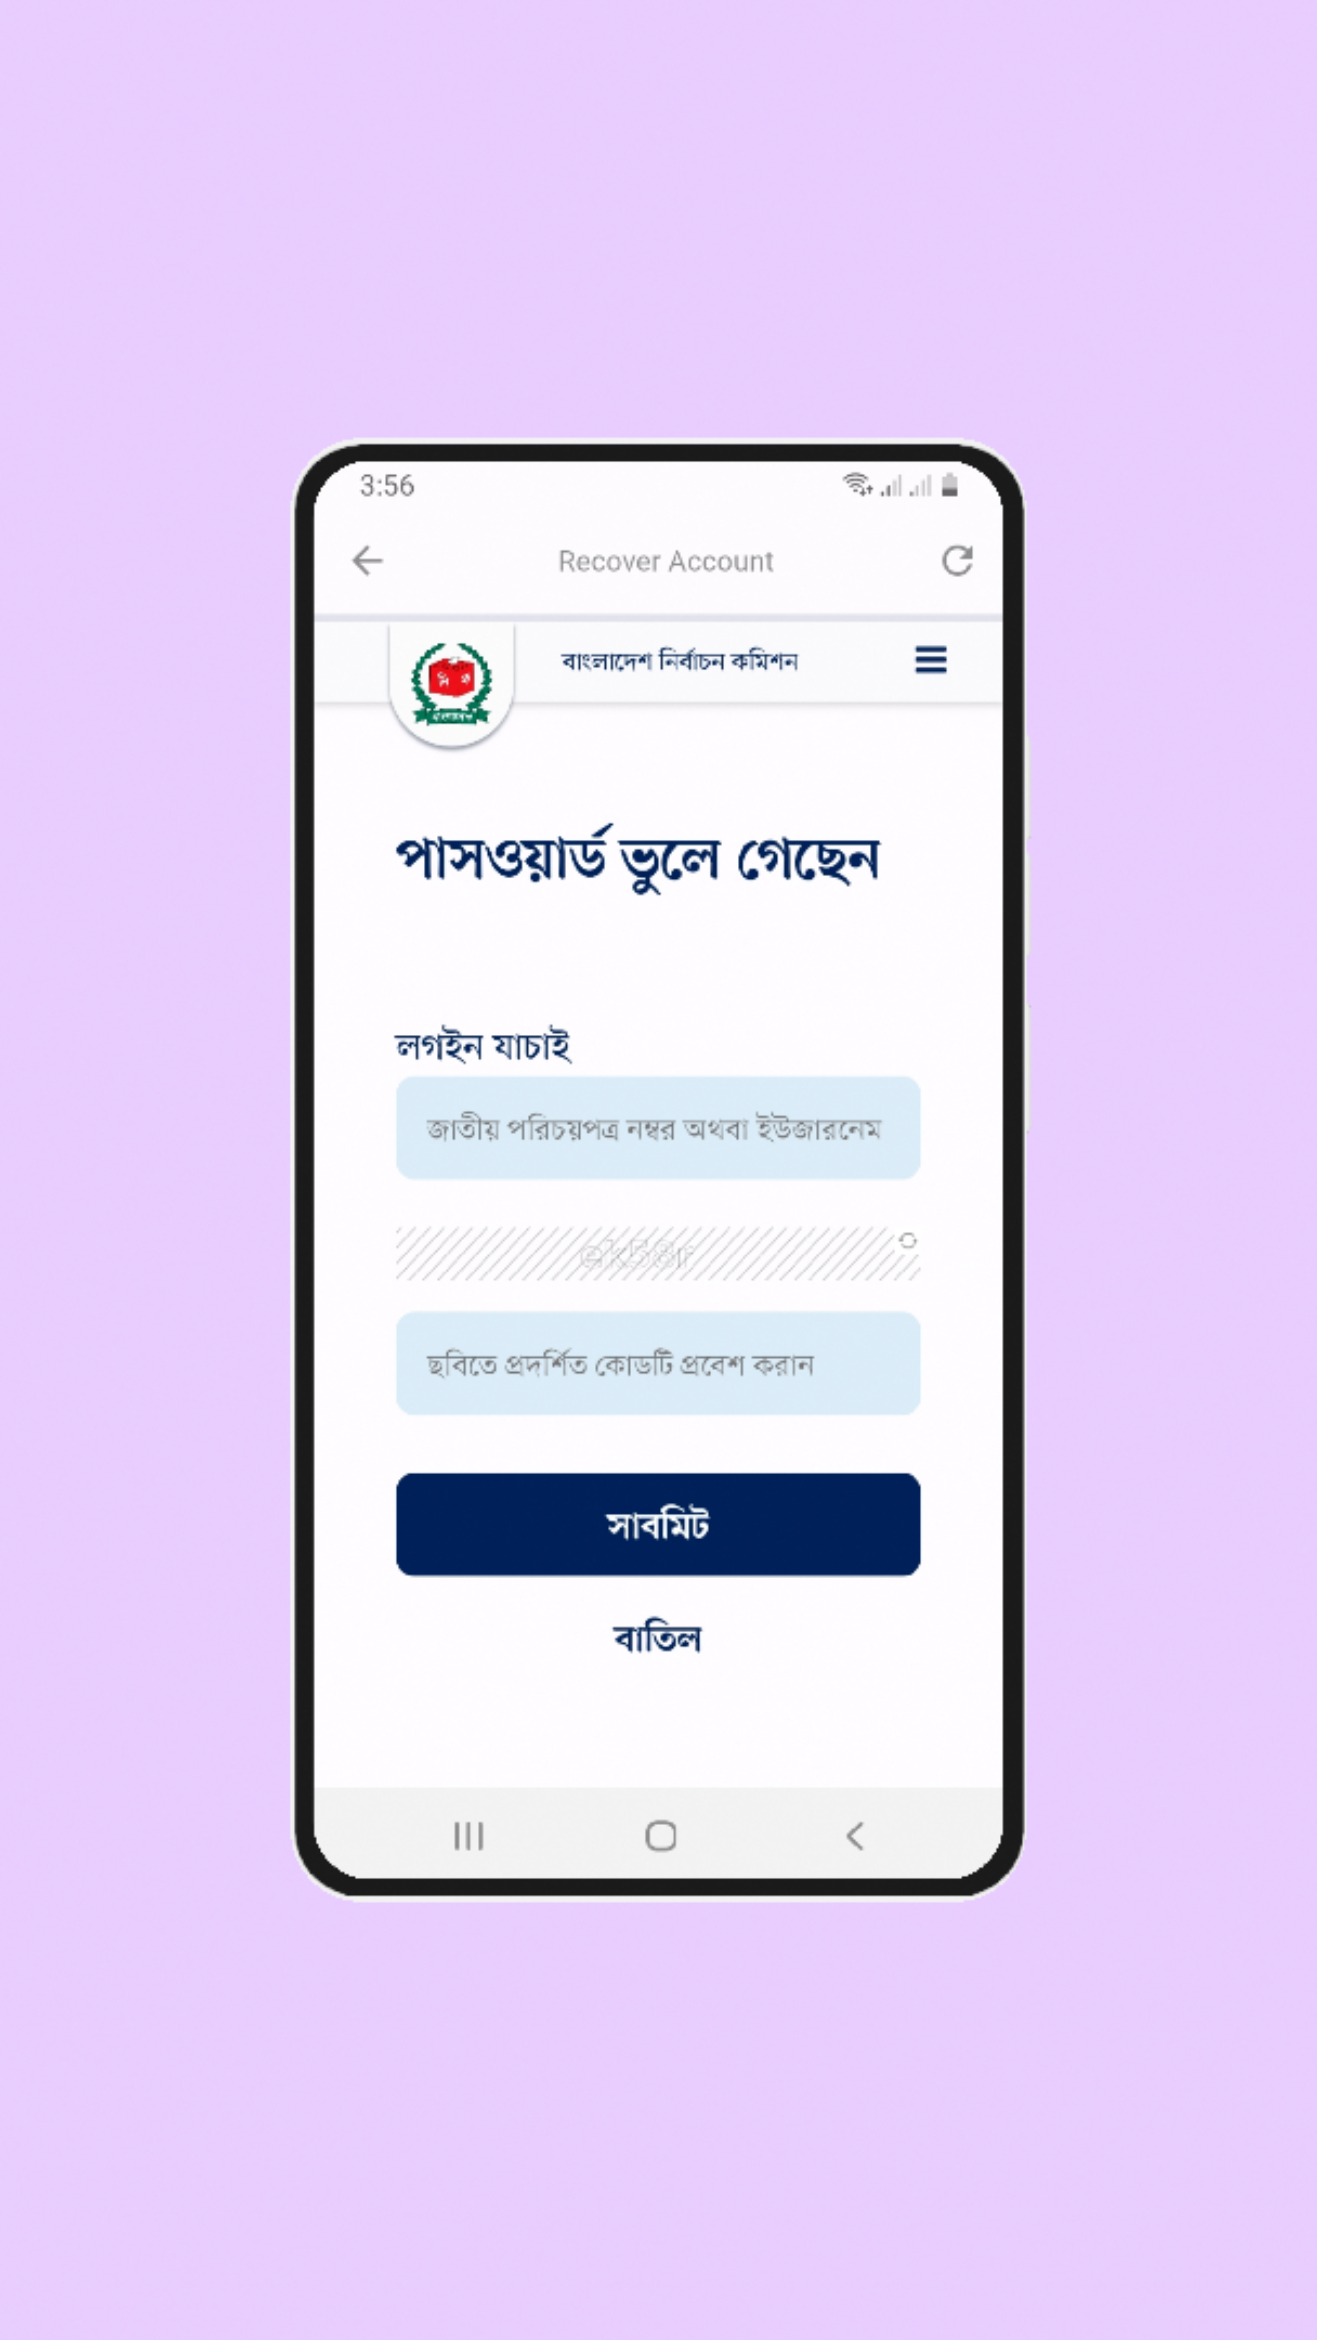 3:56
Recover Account
বাংলাদেশ নির্বাচন কমিশন
পাসওয়ার্ড ভুলে গেছেন
লগইন যাচাই
জাতীয় পরিচয়পত্র নম্বর অথবা ইউজারনেম
ছবিতে প্রদর্শিত কোডটি প্রবেশ করান
সাবমিট
বাতিল